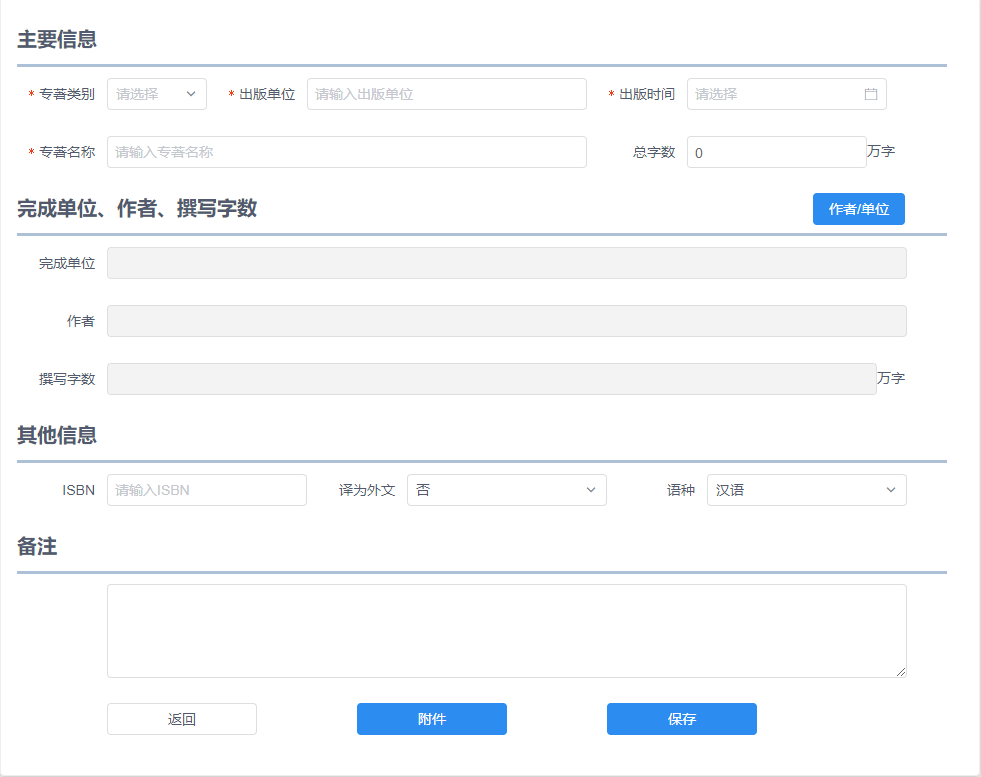 主要信息
* 专著类别 请选择 * 出版单位 请输入出版单位 * 出版时间 请选择
* 专著名称 请输入专著名称 总字数 0 万字
完成单位、作者、撰写字数 作者/单位
完成单位
作者
撰写字数 万字
其他信息
ISBN 请输入ISBN 译为外文 否 语种 汉语
备注
返回 附件 保存